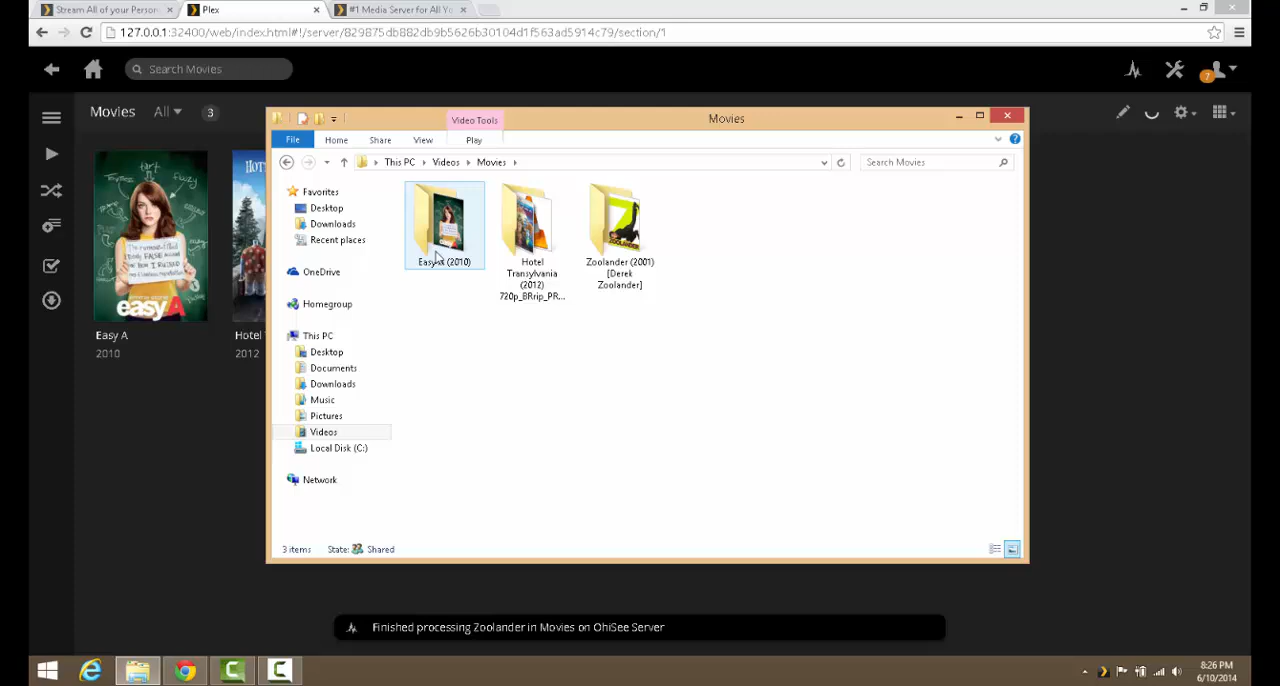 Stream All of your Person
Plex
#1 Media Server for All Yo
127.0.0.1:32400/web/index.html#!/server/829875db882db9b5626b30104d1f563ad5914c79/section/1
Search Movies
7
Movies
All
3
easyA
Easy A
2010
HOT
Hotel T
2012
Video Tools
Movies
File
Home
Share
View
Play
This PC
Videos
Movies
Search Movies
Favorites
Desktop
Downloads
Recent places
OneDrive
Homegroup
This PC
Desktop
Documents
Downloads
Music
Pictures
Videos
Local Disk (C:)
Network
Easy A (2010)
Hotel
Transylvania
(2012)
720p_BRrip_PR...
Zoolander (2001)
[Derek
Zoolander]
3 items
State:
Shared
Finished processing Zoolander in Movies on OhiSee Server
8:26 PM
6/10/2014